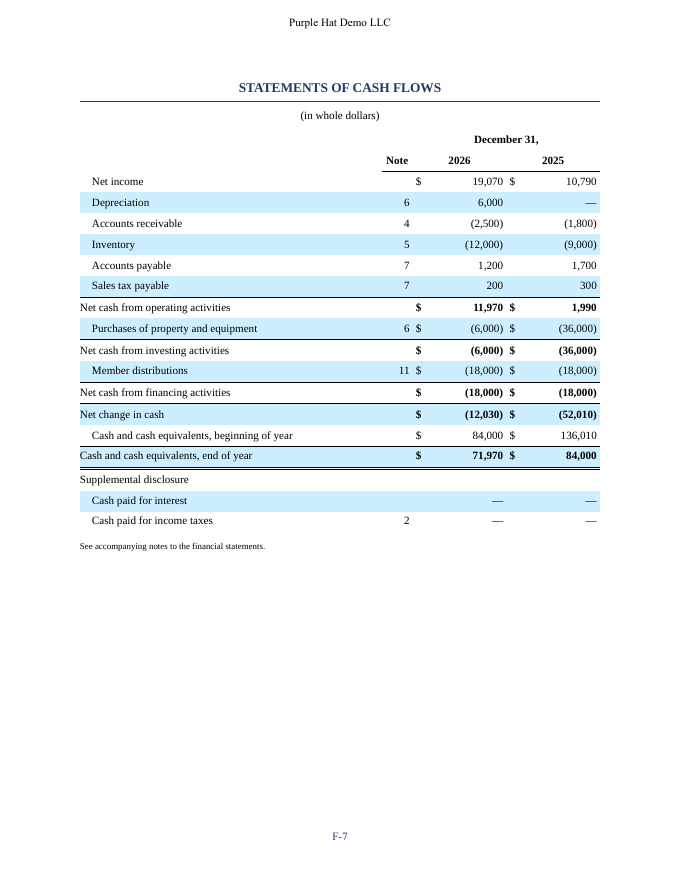 Purple Hat Demo LLC
STATEMENTS OF CASH FLOWS
(in whole dollars)
December 31,
Note 2026 2025
Net income $ 19,070 $ 10,790
Depreciation 6 6,000 —
Accounts receivable 4 (2,500) (1,800)
Inventory 5 (12,000) (9,000)
Accounts payable 7 1,200 1,700
Sales tax payable 7 200 300
Net cash from operating activities $ 11,970 $ 1,990
Purchases of property and equipment 6 $ (6,000) $ (36,000)
Net cash from investing activities $ (6,000) $ (36,000)
Member distributions 11 $ (18,000) $ (18,000)
Net cash from financing activities $ (18,000) $ (18,000)
Net change in cash $ (12,030) $ (52,010)
Cash and cash equivalents, beginning of year $ 84,000 $ 136,010
Cash and cash equivalents, end of year $ 71,970 $ 84,000
Supplemental disclosure
Cash paid for interest — —
Cash paid for income taxes 2 — —
See accompanying notes to the financial statements.
F-7